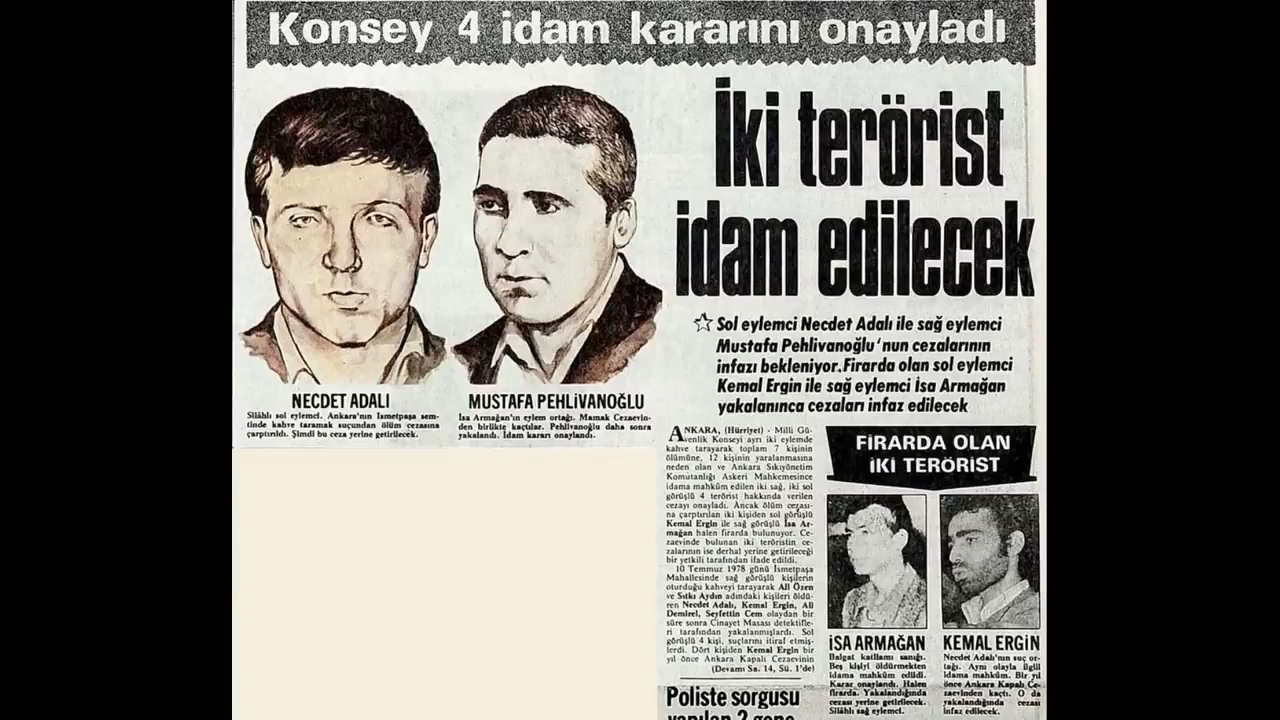 Konsey 4 idam kararını onayladı
İki terörist
idam edilecek
Sol eylemci Necdet Adalı ile sağ eylemci
Mustafa Pehlivanoğlu'nun cezalarının
infazı bekleniyor.Firarda olan sol eylemci
Kemal Ergin ile sağ eylemci İsa Armağan
yakalanınca cezaları infaz edilecek
NECDET ADALI
Silâhlı sol eylemci. Ankara'nın İsmetpaşa sem-
tinde kahve taramak suçundan ölüm cezasına
çarptırıldı. Şimdi bu ceza yerine getirilecek.
MUSTAFA PEHLİVANOĞLU
İsa Armağan'ın eylem ortağı. Mamak Cezaevin-
den birlikte kaçtılar. Pehlivanoğlu daha sonra
yakalandı. İdam kararı onaylandı.
ANKARA, (Hürriyet) - Milli Gü-
venlik Konseyi ayrı iki eylemde
kahve tarayarak toplam 7 kişinin
ölümüne, 12 kişinin yaralanmasına
neden olan ve Ankara Sıkıyönetim
Komutanlığı Askeri Mahkemesince
idama mahkûm edilen iki sağ, iki sol
görüşlü 4 terörist hakkında verilen
cezayı onayladı. Ancak ölüm cezası-
na çarptırılan iki kişiden sol görüşlü
Kemal Ergin ile sağ görüşlü İsa Ar-
mağan halen firarda bulunuyor. Ce-
zaevinde bulunan iki teröristin ce-
zalarının ise derhal yerine getirileceği
bir yetkili tarafından ifade edildi.
10 Temmuz 1978 günü İsmetpaşa
Mahallesinde sağ görüşlü kişilerin
oturduğu kahveyi tarayarak Ali Özen
ve Sıtkı Aydın adındaki kişileri öldü-
ren Necdet Adalı, Kemal Ergin, Ali
Demirel, Seyfettin Cem olaydan bir
süre sonra Cinayet Masası detektifle-
ri tarafından yakalanmışlardı. Sol
görüşlü 4 kişi, suçlarını itiraf etmiş-
lerdi. Dört kişiden Kemal Ergin bir
yıl önce Ankara Kapalı Cezaevinin
(Devamı Sa. 14, Sü. 1'de)
Poliste sorgusu
yapılan 2 genç
FİRARDA OLAN
İKİ TERÖRİST
İSA ARMAĞAN
Balgat katliamı sanığı.
Beş kişiyi öldürmekten
idama mahkûm edildi.
Karar onaylandı. Halen
firarda. Yakalandığında
cezası yerine getirilecek.
Silâhlı sağ eylemci.
KEMAL ERGİN
Necdet Adalı'nın suç or-
tağı. Aynı olayla ilgili
idama mahkûm. Bir yıl
önce Ankara Kapalı Ce-
zaevinden kaçtı. O da
yakalandığında cezası
infaz edilecek.